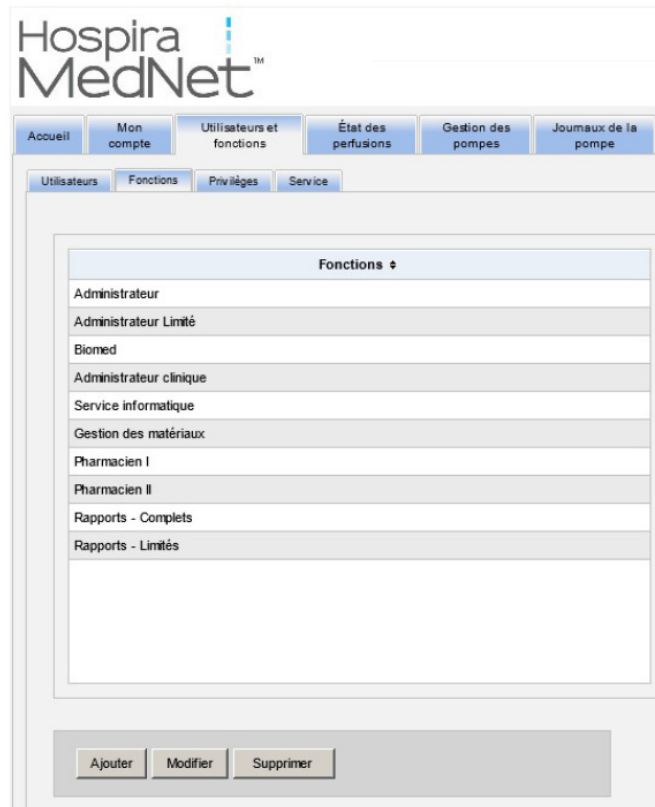 Hospira
MedNet™
Accueil
Mon
compte
Utilisateurs et
fonctions
État des
perfusions
Gestion des
pompes
Journaux de la
pompe
Utilisateurs
Fonctions
Privilèges
Service
Fonctions
Administrateur
Administrateur Limité
Biomed
Administrateur clinique
Service informatique
Gestion des matériaux
Pharmacien I
Pharmacien II
Rapports - Complets
Rapports - Limités
Ajouter
Modifier
Supprimer